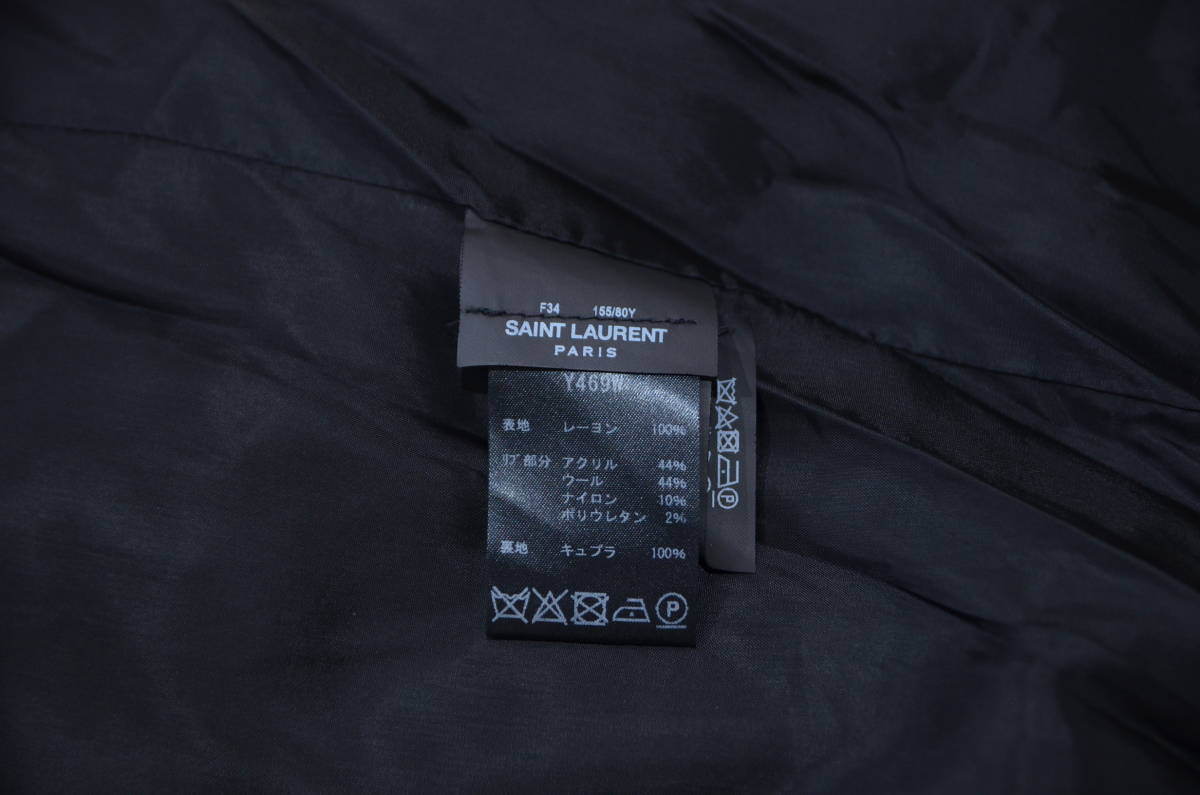 F34 155/80Y
SAINT LAURENT
PARIS
Y469W
表地 レーヨン 100%
ﾘﾌﾞ部分 アクリル 44%
ウール 44%
ナイロン 10%
ポリウレタン 2%
裏地 キュプラ 100%
P
P